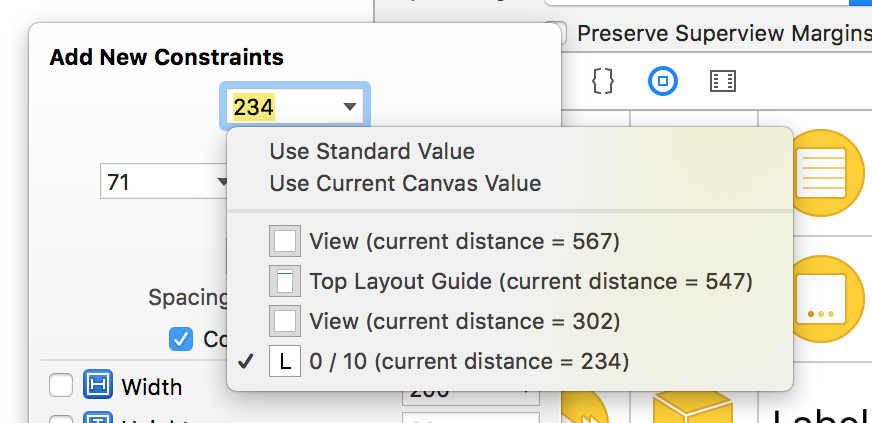 Preserve Superview Margins
Add New Constraints
234
Use Standard Value
71
Use Current Canvas Value
View (current distance = 567)
Top Layout Guide (current distance = 547)
Spacing
View (current distance = 302)
L 0 / 10 (current distance = 234)
Width
Label